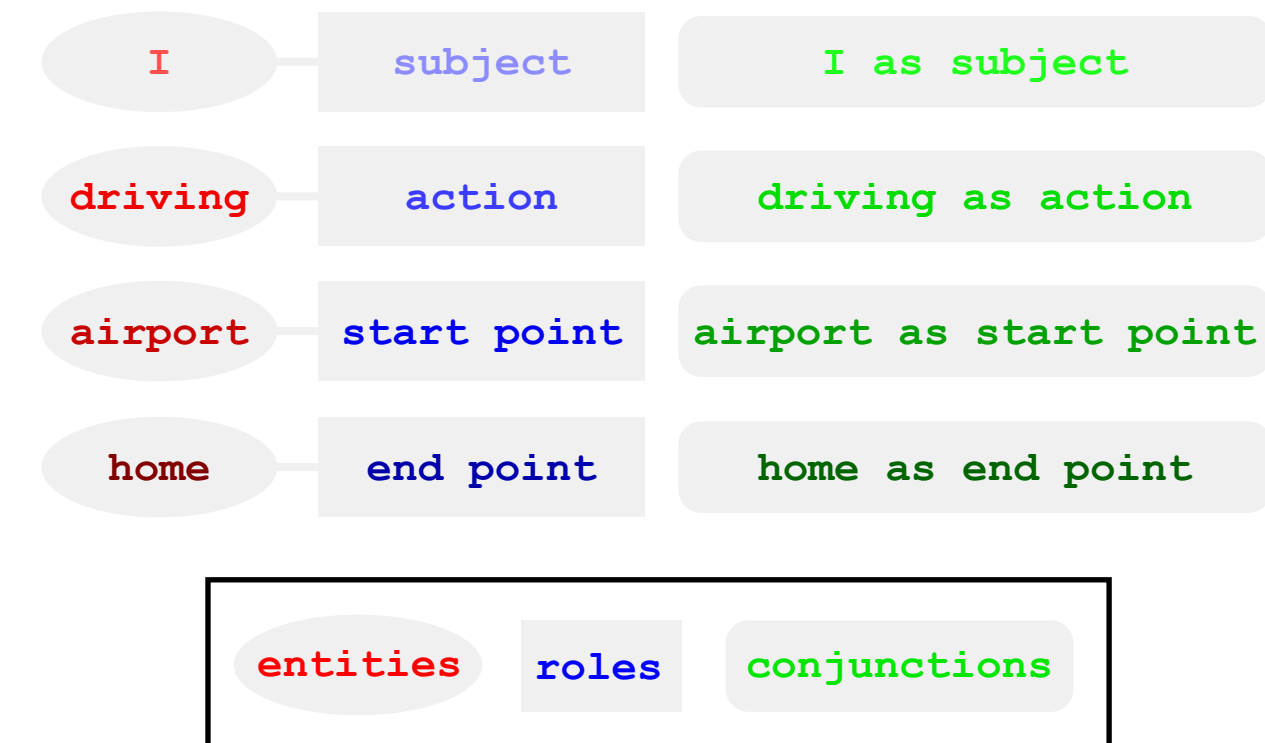 I subject I as subject
driving action driving as action
airport start point airport as start point
home end point home as end point
entities roles conjunctions